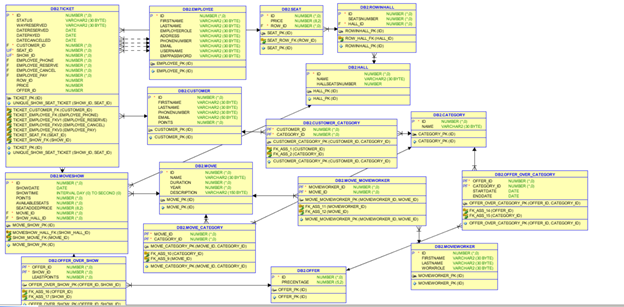 DB2.TICKET
P * ID NUMBER (*,0)
STATUS VARCHAR2 (30 BYTE)
WAYRESERVED VARCHAR2 (30 BYTE)
DATERESERVED DATE
DATEPAYED DATE
DATECANCELLED DATE
F CUSTOMER_ID NUMBER (*,0)
SEAT_ID NUMBER (*,0)
SHOW_ID NUMBER (*,0)
F EMPLOYEE_PHONE NUMBER (*,0)
F EMPLOYEE_RESERVE NUMBER (*,0)
F EMPLOYEE_CANCEL NUMBER (*,0)
F EMPLOYEE_PAY NUMBER (*,0)
ROW_ID NUMBER (*,0)
PRICE NUMBER
OFFER_ID NUMBER (*,0)
TICKET_PK (ID)
UNIQUE_SHOW_SEAT_TICKET (SHOW_ID, SEAT_ID)
TICKET_CUSTOMER_FK (CUSTOMER_ID)
TICKET_EMPLOYEE_FK (EMPLOYEE_PHONE)
TICKET_EMPLOYEE_FKV1 (EMPLOYEE_RESERVE)
TICKET_EMPLOYEE_FKV2 (EMPLOYEE_CANCEL)
TICKET_EMPLOYEE_FKV3 (EMPLOYEE_PAY)
TICKET_SEAT_FK (SEAT_ID)
TICKET_SHOW_FK (SHOW_ID)
TICKET_PK (ID)
UNIQUE_SHOW_SEAT_TICKET (SHOW_ID, SEAT_ID)
DB2.EMPLOYEE
P * ID NUMBER (*,0)
FIRSTNAME VARCHAR2 (30 BYTE)
LASTNAME VARCHAR2 (30 BYTE)
EMPLOYEEROLE VARCHAR2 (30 BYTE)
ADDRESS VARCHAR2 (30 BYTE)
PHONENUMBER VARCHAR2 (30 BYTE)
EMAIL VARCHAR2 (30 BYTE)
USERNAME VARCHAR2 (30 BYTE)
EMPPASSWORD VARCHAR2 (30 BYTE)
EMPLOYEE_PK (ID)
EMPLOYEE_PK (ID)
DB2.SEAT
P * ID NUMBER (*,0)
PRICE NUMBER
ROW_ID NUMBER (*,0)
SEAT_PK (ID)
SEAT_ROW_FK (ROW_ID)
SEAT_PK (ID)
DB2.ROWINHALL
P * ID NUMBER (*,0)
SEATSINUMBER NUMBER (*,0)
HALL_ID NUMBER (*,0)
ROWINHALL_PK (ID)
ROW_HALL_FK (HALL_ID)
ROWINHALL_PK (ID)
DB2.HALL
P * ID NUMBER (*,0)
NAME VARCHAR2 (30 BYTE)
HALLSEATSINUMBER NUMBER
HALL_PK (ID)
HALL_PK (ID)
DB2.CUSTOMER
P * ID NUMBER (*,0)
FIRSTNAME VARCHAR2 (30 BYTE)
LASTNAME VARCHAR2 (30 BYTE)
PHONENUMBER VARCHAR2 (30 BYTE)
EMAIL VARCHAR2 (30 BYTE)
POINTS NUMBER (*,0)
CUSTOMER_PK (ID)
CUSTOMER_PK (ID)
DB2.CUSTOMER_CATEGORY
PF* CUSTOMER_ID NUMBER (*,0)
PF* CATEGORY_ID NUMBER (*,0)
CUSTOMER_CATEGORY_PK (CUSTOMER_ID, CATEGORY_ID)
FK_ASS_1 (CUSTOMER_ID)
FK_ASS_2 (CATEGORY_ID)
CUSTOMER_CATEGORY_PK (CUSTOMER_ID, CATEGORY_ID)
DB2.CATEGORY
P * ID NUMBER (*,0)
NAME VARCHAR2 (30 BYTE)
CATEGORY_PK (ID)
CATEGORY_PK (ID)
DB2.MOVIESHOW
P * ID NUMBER (*,0)
SHOWDATE DATE
SHOWTIME INTERVAL DAY (0) TO SECOND (0)
POINTS NUMBER (*,0)
AVAILABLESEATS NUMBER (*,0)
SEATADDEDPRICE
MOVIE_ID NUMBER (*,0)
SHOW_HALL NUMBER (*,0)
MOVIE_SHOW_PK (ID)
MOVIESHOW_HALL_FK (SHOW_HALL)
SHOW_MOVIE_FK (MOVIE_ID)
MOVIE_SHOW_PK (ID)
DB2.MOVIE
P * ID NUMBER (*,0)
NAME VARCHAR2 (30 BYTE)
DURATION NUMBER (*,0)
YEAR NUMBER (*,0)
DESCRIPTION
MOVIE_PK (ID)
MOVIE_PK (ID)
DB2.MOVIE_MOVIEWORKER
PF* MOVIEWORKER_ID NUMBER (*,0)
PF* MOVIE_ID NUMBER (*,0)
MOVIE_MOVIEWORKER_PK (MOVIEWORKER_ID, MOVIE_ID)
FK_ASS_11 (MOVIEWORKER_ID)
FK_ASS_12 (MOVIE_ID)
MOVIE_MOVIEWORKER_PK (MOVIEWORKER_ID, MOVIE_ID)
DB2.OFFER_OVER_CATEGORY
PF* OFFER_ID NUMBER (*,0)
PF* CATEGORY_ID NUMBER (*,0)
STARTDATE DATE
ENDDATE DATE
OFFER_OVER_CATEGORY_PK (OFFER_ID, CATEGORY_ID)
FK_ASS_14 (OFFER_ID)
FK_ASS_15 (CATEGORY_ID)
OFFER_OVER_CATEGORY_PK (OFFER_ID, CATEGORY_ID)
DB2.MOVIE_CATEGORY
PF* MOVIE_ID NUMBER (*,0)
PF* CATEGORY_ID NUMBER (*,0)
MOVIE_CATEGORY_PK (MOVIE_ID, CATEGORY_ID)
FK_ASS_10 (CATEGORY_ID)
FK_ASS_9 (MOVIE_ID)
MOVIE_CATEGORY_PK (MOVIE_ID, CATEGORY_ID)
DB2.MOVIEWORKER
P * ID NUMBER (*,0)
FIRSTNAME VARCHAR2 (30 BYTE)
LASTNAME VARCHAR2 (30 BYTE)
WORKROLE VARCHAR2 (30 BYTE)
MOVIEWORKER_PK (ID)
MOVIEWORKER_PK (ID)
DB2.OFFER_OVER_SHOW
PF* OFFER_ID NUMBER (*,0)
PF* SHOW_ID NUMBER (*,0)
LEASTPOINTS NUMBER (*,0)
OFFER_OVER_SHOW_PK (OFFER_ID, SHOW_ID)
FK_ASS_16 (OFFER_ID)
FK_ASS_17 (SHOW_ID)
OFFER_OVER_SHOW_PK (OFFER_ID, SHOW_ID)
DB2.OFFER
P * ID NUMBER (*,0)
PRECENTAGE
OFFER_PK (ID)
OFFER_PK (ID)